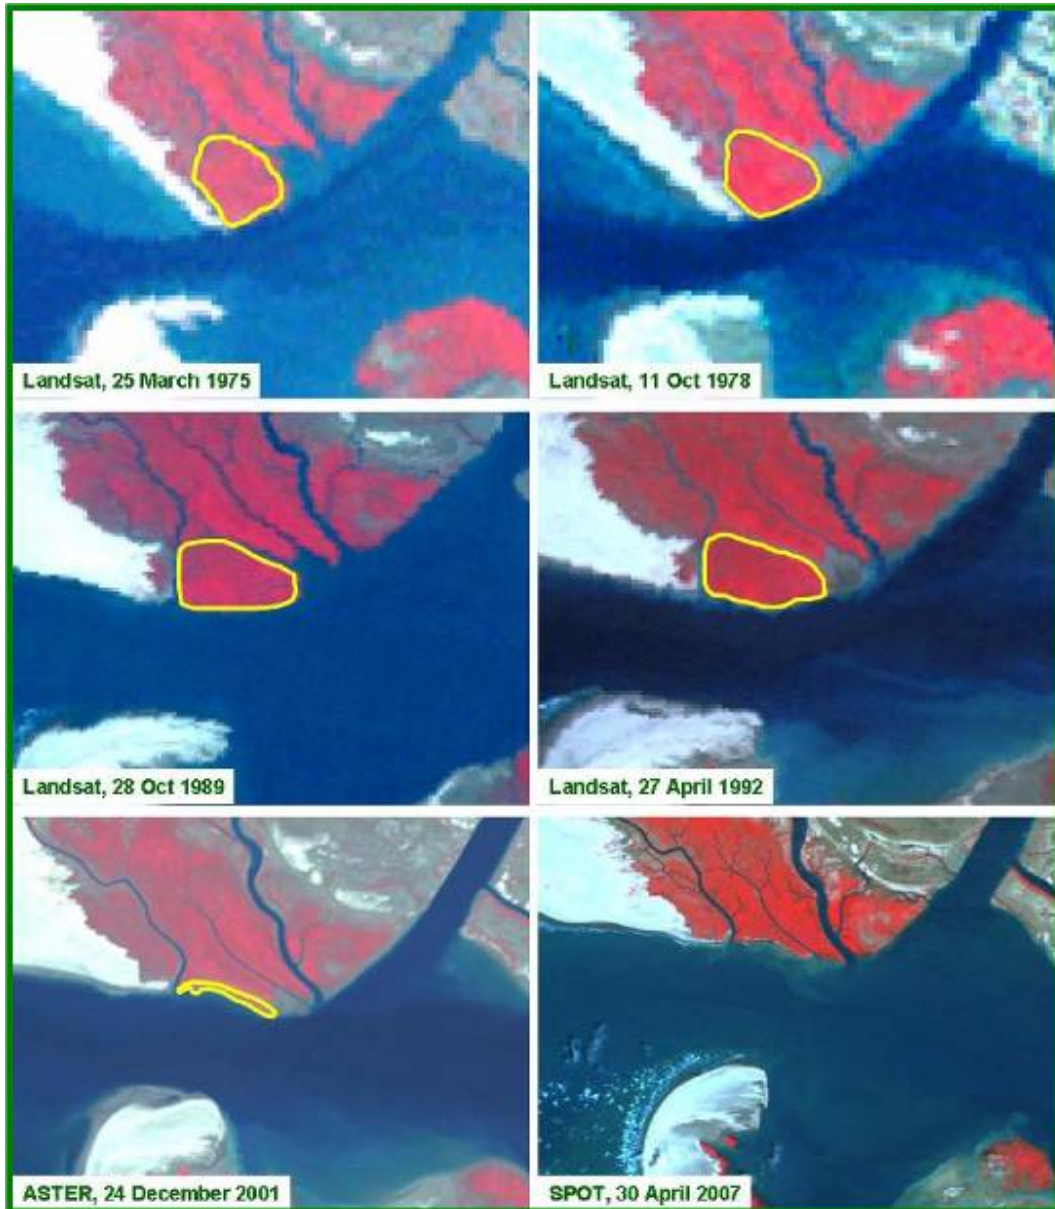 Landsat, 25 March 1975
Landsat, 11 Oct 1978
Landsat, 28 Oct 1989
Landsat, 27 April 1992
ASTER, 24 December 2001
SPOT, 30 April 2007